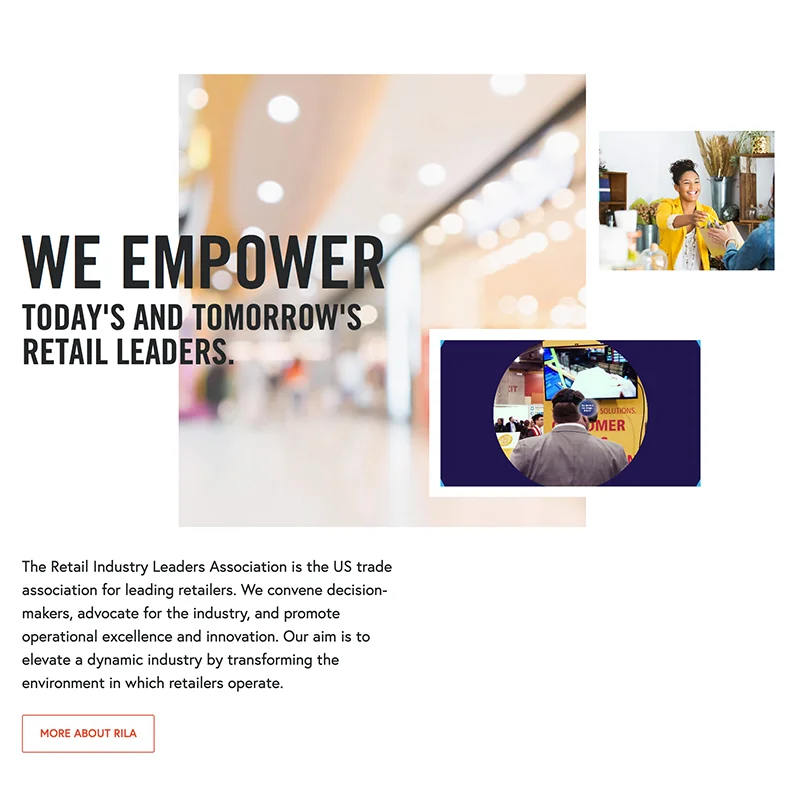 WE EMPOWER
TODAY'S AND TOMORROW'S
RETAIL LEADERS.
SOLUTIONS.
The Retail Industry Leaders Association is the US trade
association for leading retailers. We convene decision-
makers, advocate for the industry, and promote
operational excellence and innovation. Our aim is to
elevate a dynamic industry by transforming the
environment in which retailers operate.
MORE ABOUT RILA